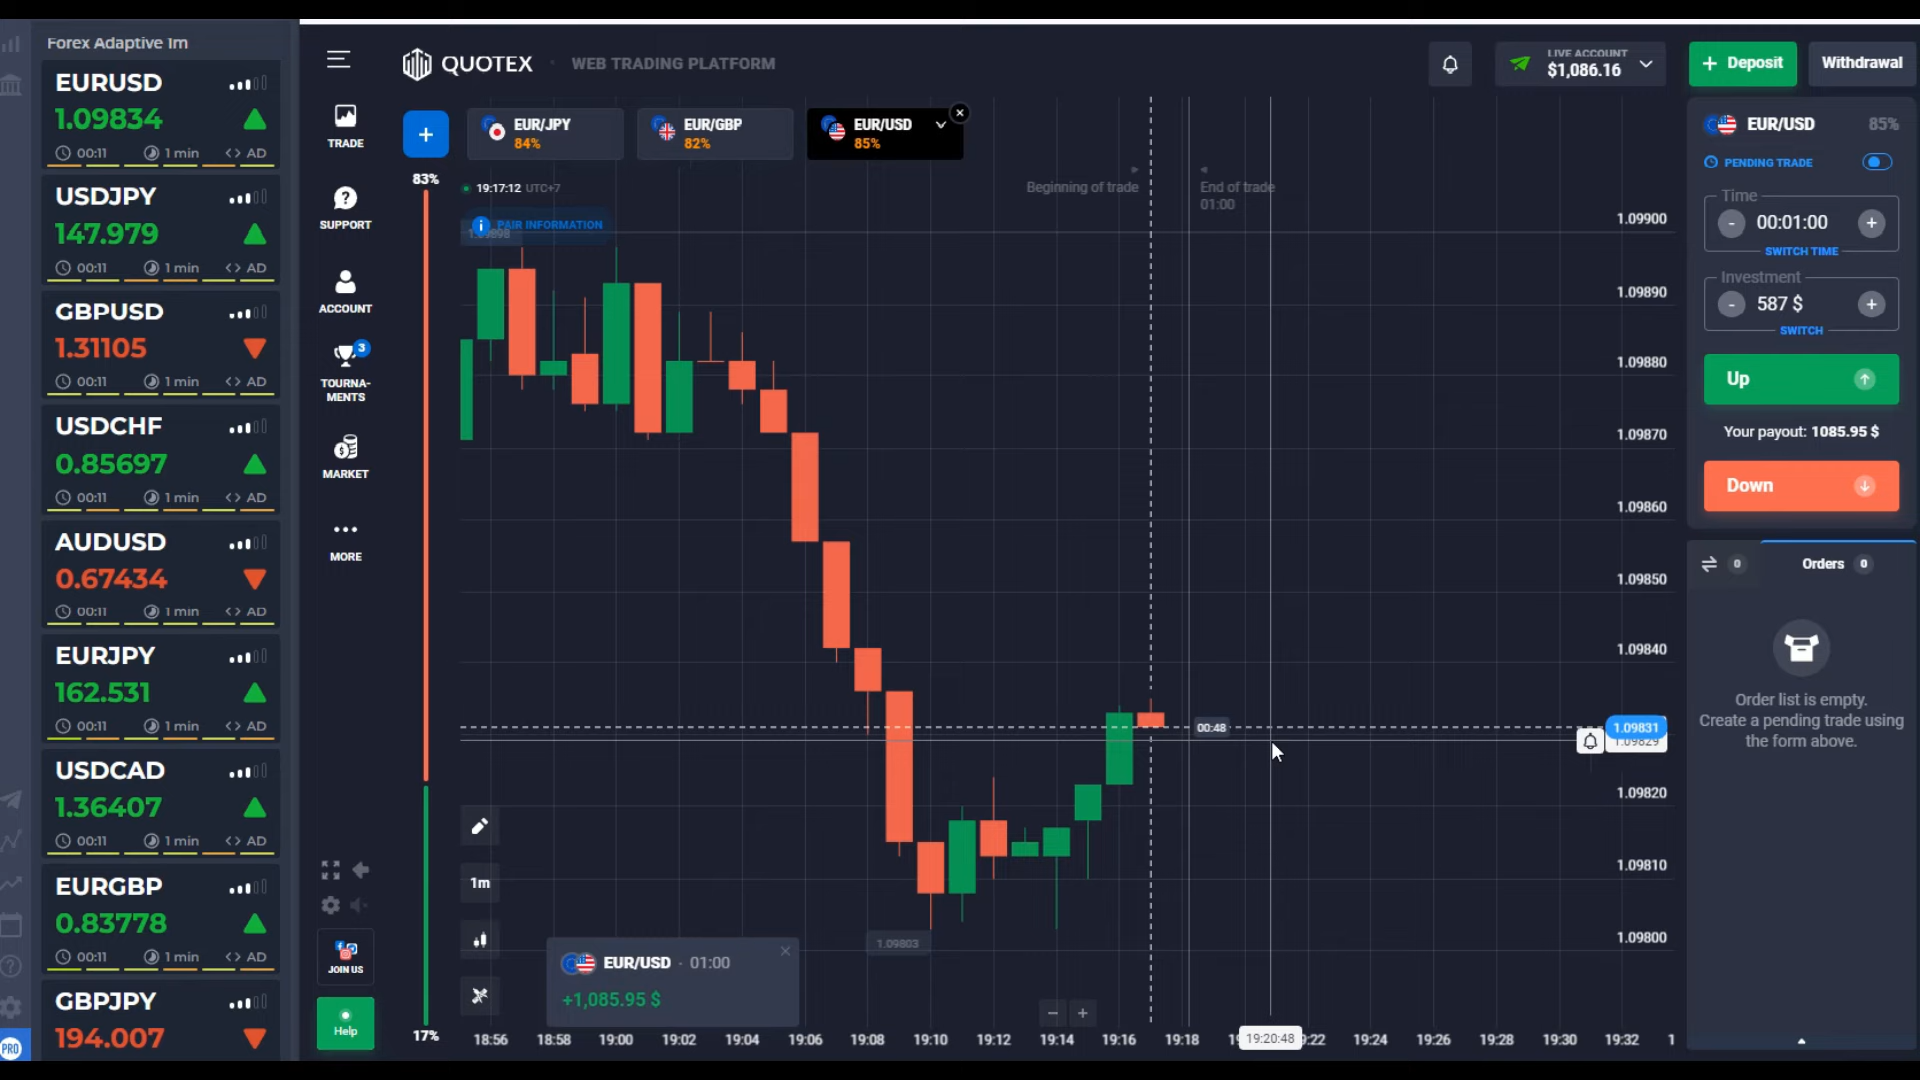 Forex Adaptive 1m
EURUSD
1.09834
00:11 1 min <> AD
USDJPY
147.979
00:11 1 min <> AD
GBPUSD
1.31105
00:11 1 min <> AD
USDCHF
0.85697
00:11 1 min <> AD
AUDUSD
0.67434
00:11 1 min <> AD
EURJPY
162.531
00:11 1 min <> AD
USDCAD
1.36407
00:11 1 min <> AD
EURGBP
0.83778
00:11 1 min <> AD
GBPJPY
194.007
PRO
TRADE
SUPPORT
ACCOUNT
3
TOURNA-
MENTS
MARKET
MORE
JOIN US
Help
QUOTEX
WEB TRADING PLATFORM
LIVE ACCOUNT
$1,086.16
+ Deposit
Withdrawal
+
EUR/JPY
84%
EUR/GBP
82%
EUR/USD
85%
83%
19:17:12 UTC+7
PAIR INFORMATION
Beginning of trade
End of trade
01:00
1.09900
1.09890
1.09880
1.09870
1.09860
1.09850
1.09840
1.09831
1.09829
1.09820
1.09810
1.09800
00:48
1.09803
1m
EUR/USD · 01:00
+1,085.95 $
17%
18:56 18:58 19:00 19:02 19:04 19:06 19:08 19:10 19:12 19:14 19:16 19:18 19:20:48 19:24 19:26 19:28 19:30 19:32
EUR/USD 85%
PENDING TRADE
Time
- 00:01:00 +
SWITCH TIME
Investment
- 587 $ +
SWITCH
Up
Your payout: 1085.95 $
Down
0
Orders 0
Order list is empty.
Create a pending trade using
the form above.